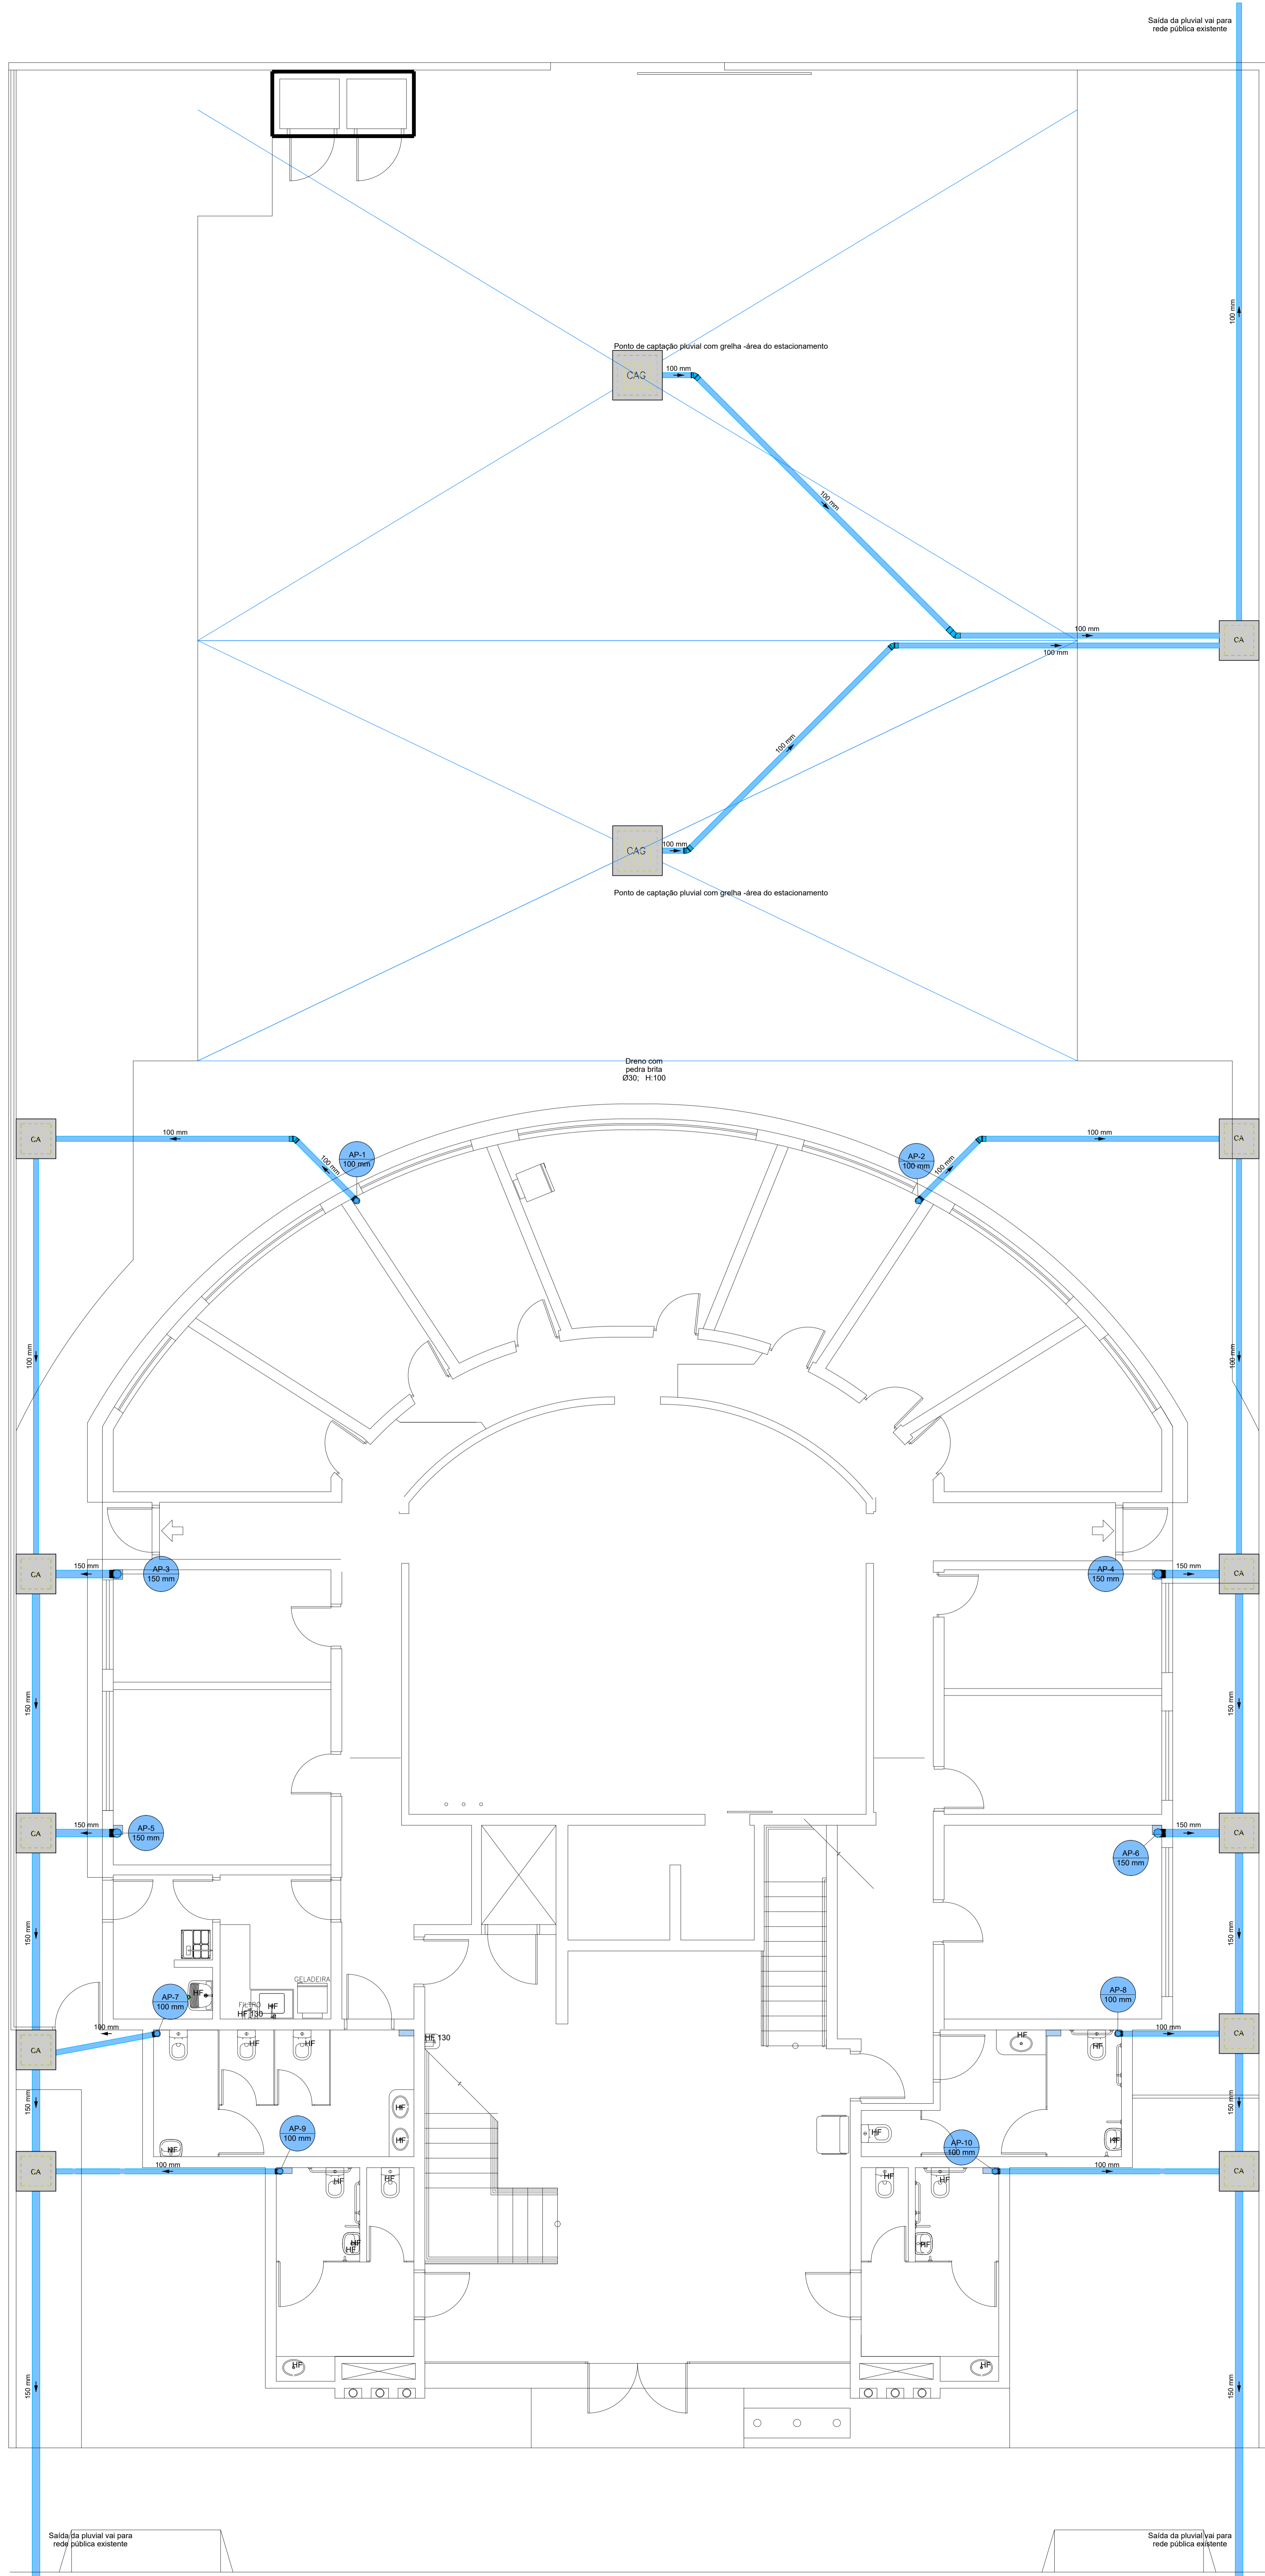 Saída da pluvial vai para
rede pública existente
100 mm
Ponto de captação pluvial com grelha -área do estacionamento
CAG
100 mm
100 mm
100 mm
CA
100 mm
100 mm
CAG
100 mm
Ponto de captação pluvial com grelha -área do estacionamento
Dreno com
pedra brita
Ø30; H:100
CA
100 mm
100 mm
AP-1
100 mm
AP-2
100 mm
100 mm
100 mm
CA
100 mm
100 mm
CA
150 mm
AP-3
150 mm
AP-4
150 mm
150 mm
CA
150 mm
150 mm
CA
150 mm
AP-5
150 mm
AP-6
150 mm
150 mm
CA
150 mm
150 mm
GELADEIRA
HF
FILTRO
HF
HF 130
AP-7
100 mm
AP-8
100 mm
100 mm
100 mm
CA
CA
HF
HF
HF 130
HF
HF
150 mm
150 mm
HF
HF
HF
HF
HF
AP-9
100 mm
AP-10
100 mm
CA
100 mm
100 mm
CA
HF
HF
HF
HF
HF
HF
HF
HF
HF
150 mm
150 mm
Saída da pluvial vai para
rede pública existente
Saída da pluvial vai para
rede pública existente